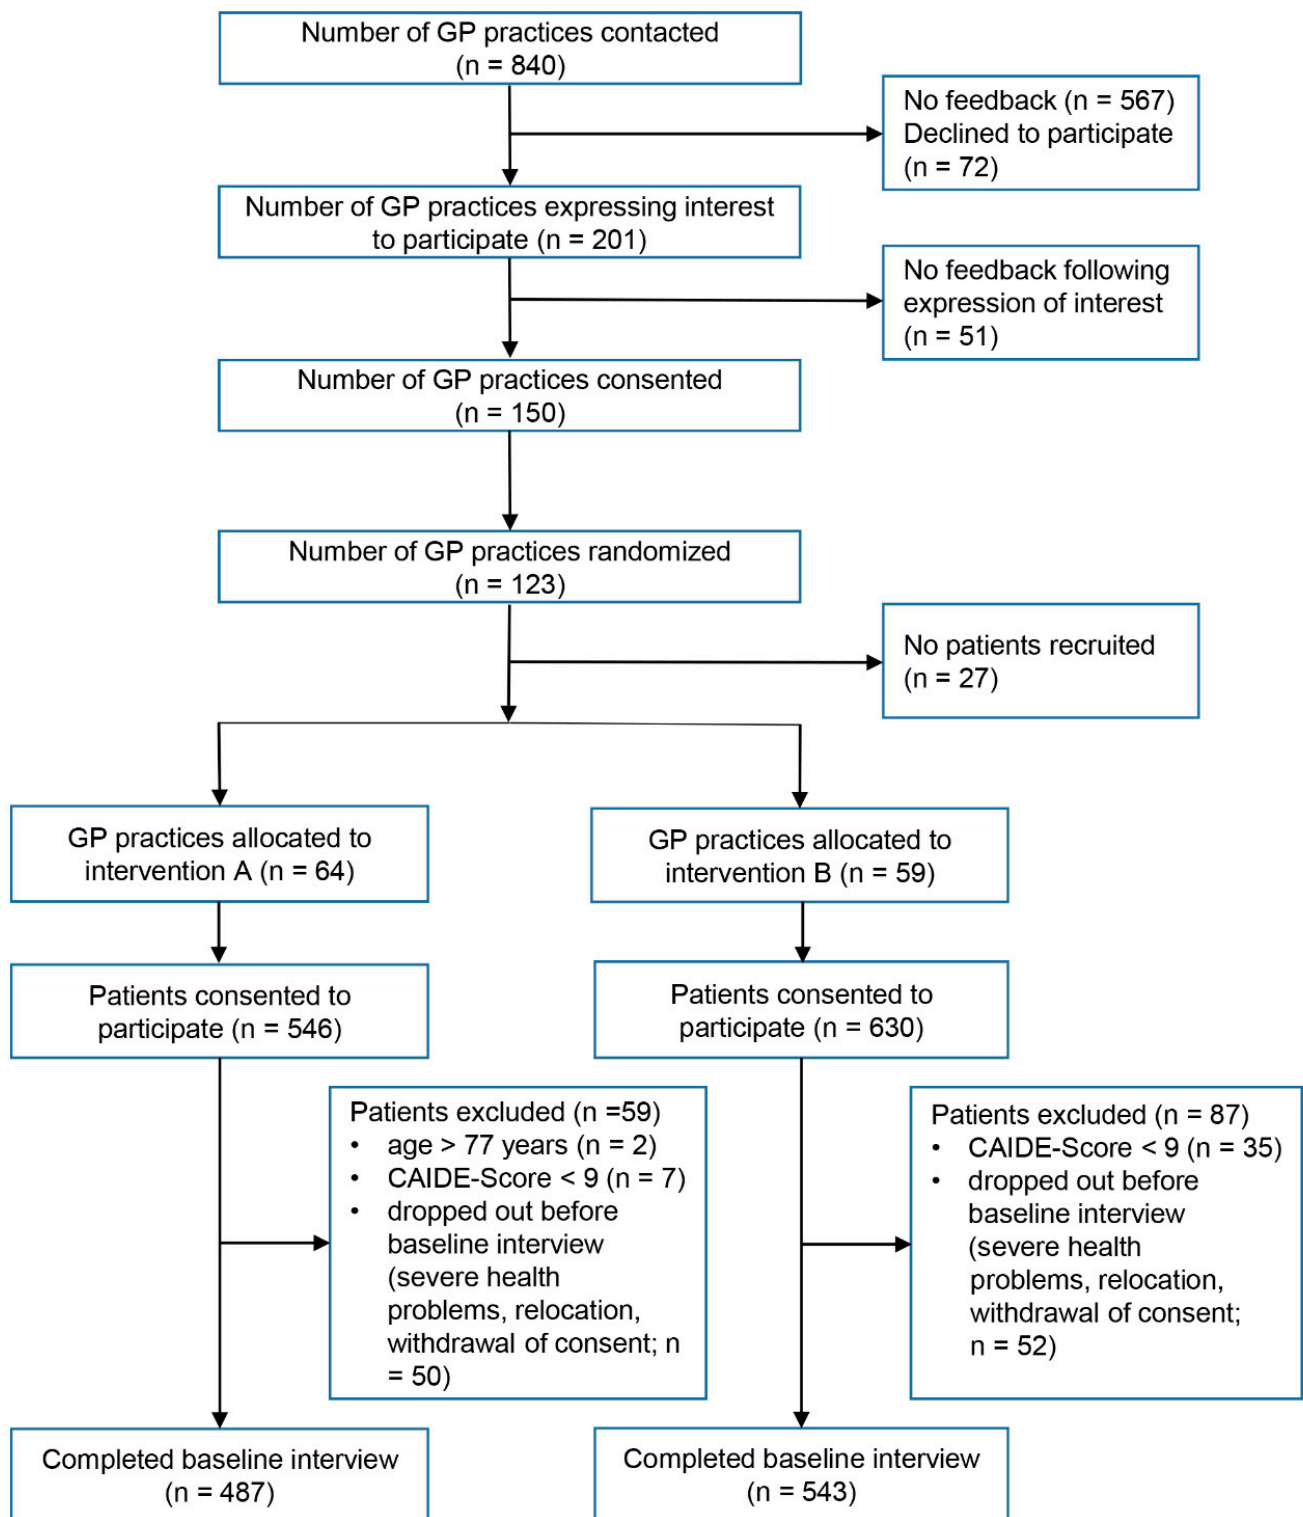 Number of GP practices contacted
(n = 840)
No feedback (n = 567)
Declined to participate
(n = 72)
Number of GP practices expressing interest
to participate (n = 201)
No feedback following
expression of interest
(n = 51)
Number of GP practices consented
(n = 150)
Number of GP practices randomized
(n = 123)
No patients recruited
(n = 27)
GP practices allocated to
intervention A (n = 64)
GP practices allocated to
intervention B (n = 59)
Patients consented to
participate (n = 546)
Patients consented to
participate (n = 630)
Patients excluded (n =59)
• age > 77 years (n = 2)
• CAIDE-Score < 9 (n = 7)
• dropped out before
baseline interview
(severe health
problems, relocation,
withdrawal of consent; n
= 50)
Patients excluded (n = 87)
• CAIDE-Score < 9 (n = 35)
• dropped out before
baseline interview
(severe health
problems, relocation,
withdrawal of consent;
n = 52)
Completed baseline interview
(n = 487)
Completed baseline interview
(n = 543)